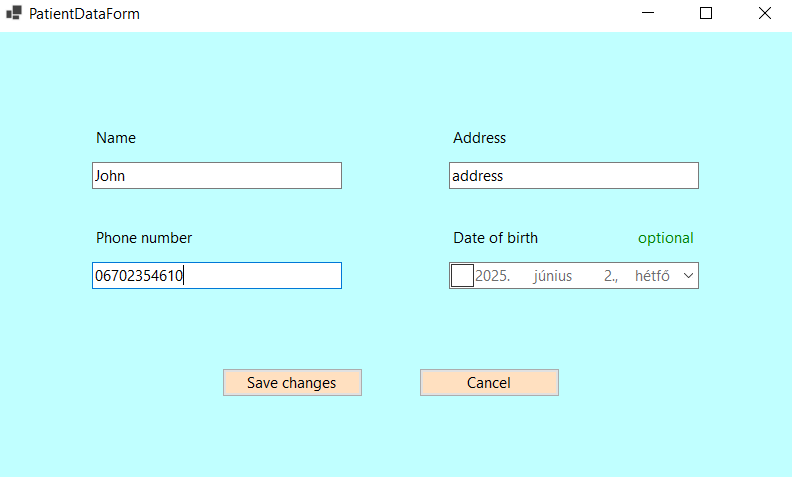 PatientDataForm
Name
Address
John
address
Phone number
Date of birth optional
06702354610
2025. június 2., hétfő
Save changes
Cancel